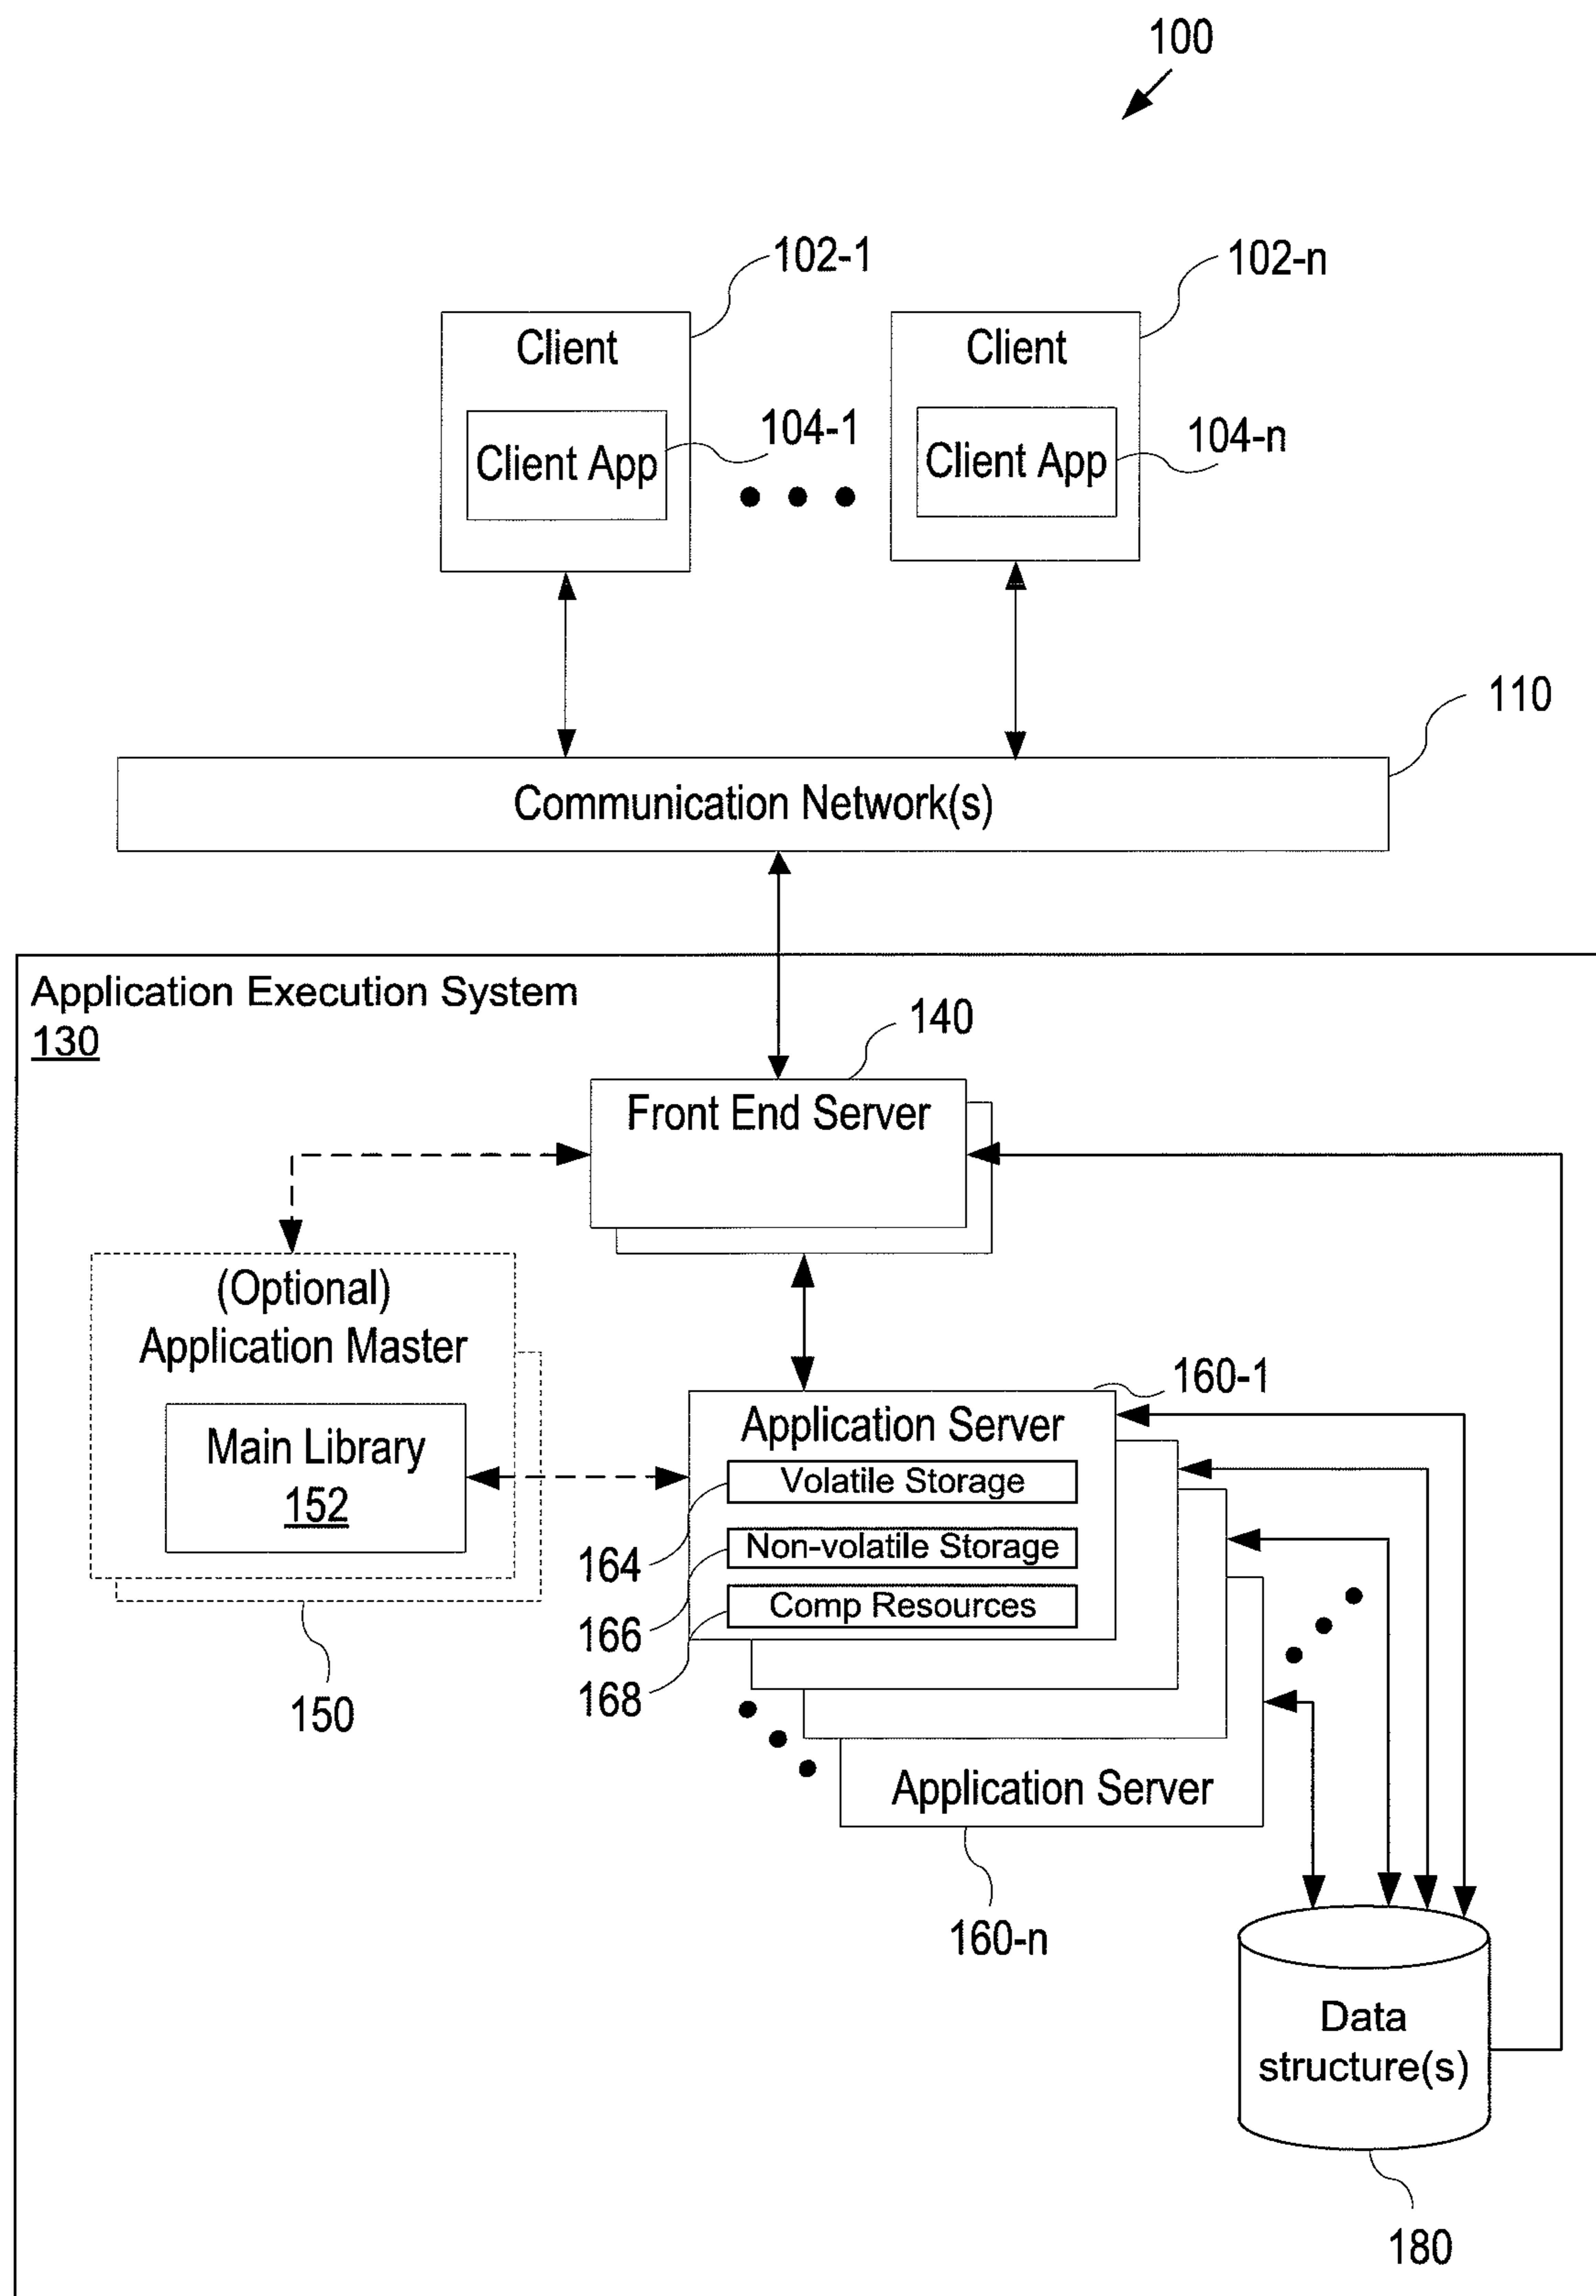 100
102-1
102-n
Client
Client
104-1
104-n
Client App
Client App
110
Communication Network(s)
Application Execution System
130
140
Front End Server
(Optional)
Application Master
160-1
Main Library
152
Application Server
Volatile Storage
164
Non-volatile Storage
166
Comp Resources
168
150
Application Server
160-n
Data
structure(s)
180